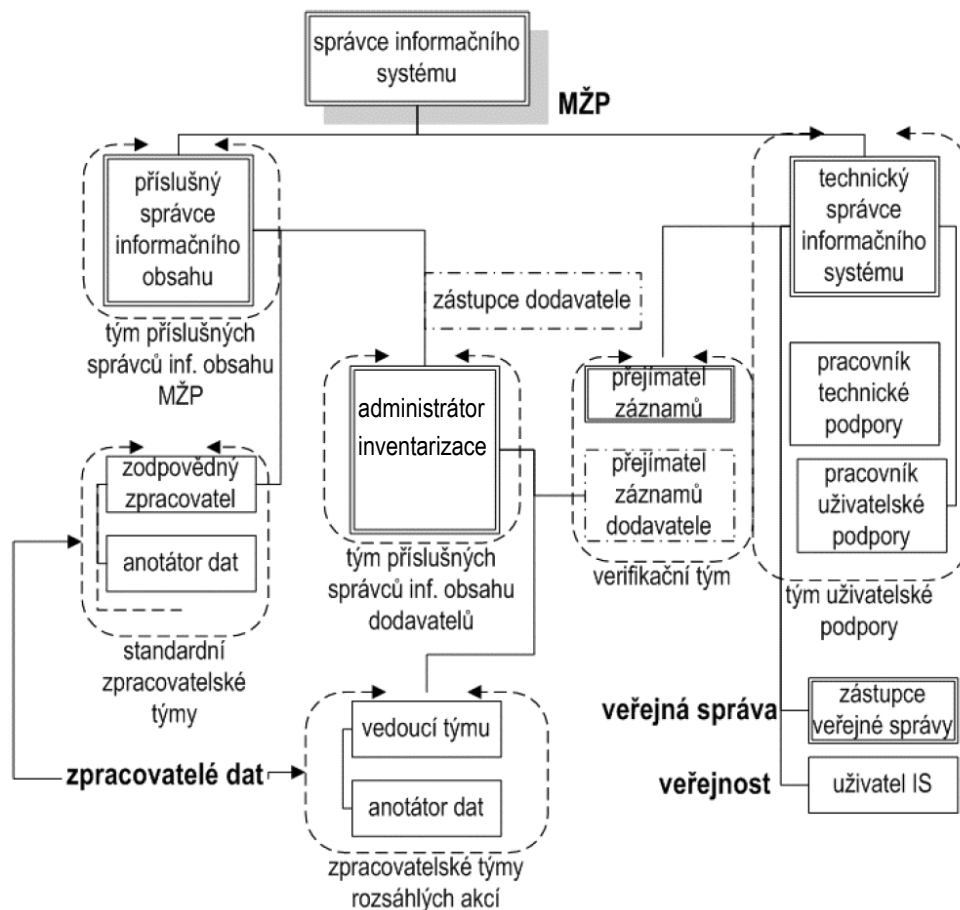 správce informačního
systému
MŽP
příslušný
správce
informačního
obsahu
tým příslušných
správců inf. obsahu
MŽP
technický
správce
informačního
systému
zástupce dodavatele
administrátor
inventarizace
tým příslušných
správců inf. obsahu
dodavatelů
přejímatel
záznamů
přejímatel
záznamů
dodavatele
verifikační tým
pracovník
technické
podpory
pracovník
uživatelské
podpory
tým uživatelské
podpory
zodpovědný
zpracovatel
anotátor dat
standardní
zpracovatelské
týmy
zpracovatelé dat
vedoucí týmu
anotátor dat
zpracovatelské týmy
rozsáhlých akcí
veřejná správa
zástupce
veřejné správy
veřejnost
uživatel IS